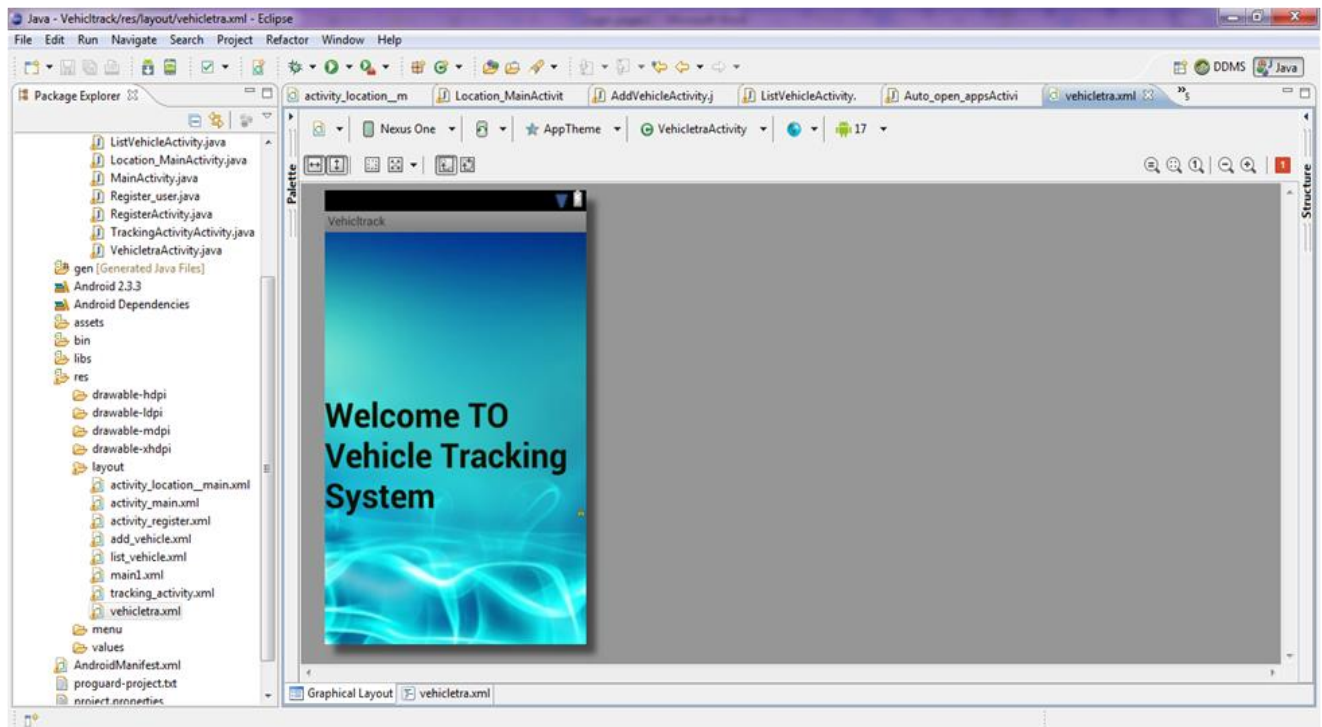 Java - Vehicltrack/res/layout/vehicletra.xml - Eclipse
File Edit Run Navigate Search Project Refactor Window Help
DDMS Java
Package Explorer
activity_location__m Location_MainActivit AddVehicleActivity.j ListVehicleActivity. Auto_open_appsActivi vehicletra.xml "5
Nexus One AppTheme VehicletraActivity 17
Palette
1
Structure
ListVehicleActivity.java
Location_MainActivity.java
MainActivity.java
Register_user.java
RegisterActivity.java
TrackingActivityActivity.java
VehicletraActivity.java
gen [Generated Java Files]
Android 2.3.3
Android Dependencies
assets
bin
libs
res
drawable-hdpi
drawable-ldpi
drawable-mdpi
drawable-xhdpi
layout
activity_location__main.xml
activity_main.xml
activity_register.xml
add_vehicle.xml
list_vehicle.xml
main1.xml
tracking_activity.xml
vehicletra.xml
menu
values
AndroidManifest.xml
proguard-project.txt
project.properties
Vehicltrack
Welcome TO
Vehicle Tracking
System
Graphical Layout vehicletra.xml